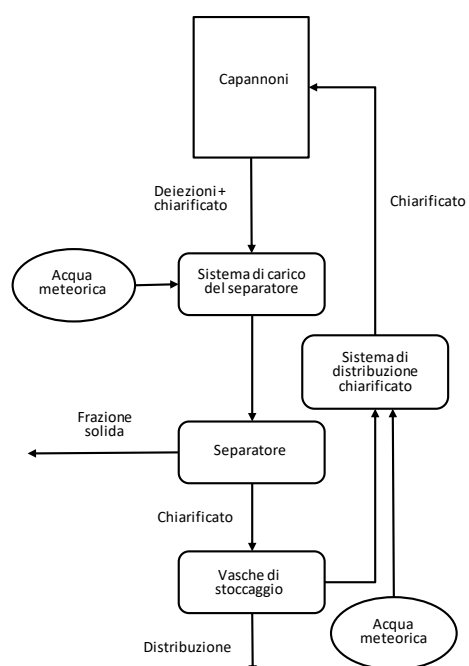 Capannoni
Deiezioni+
chiarificato
Chiarificato
Acqua
meteorica
Sistema di carico
del separatore
Sistema di
distribuzione
chiarificato
Frazione
solida
Separatore
Chiarificato
Vasche di
stoccaggio
Acqua
meteorica
Distribuzione